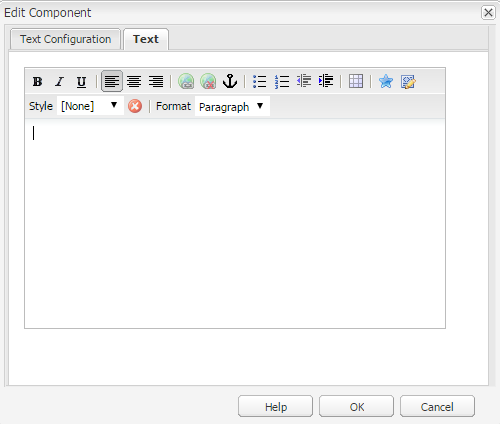 Edit Component
Text Configuration Text
B I U
Style [None] Format Paragraph
Help OK Cancel